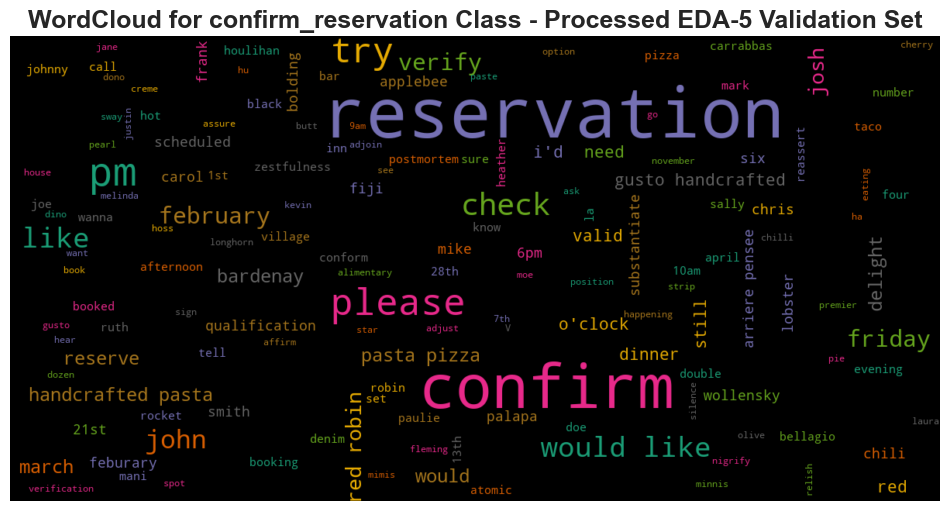 WordCloud for confirm_reservation Class - Processed EDA-5 Validation Set
jane
johnny
call
dono
creme
frank
hu
houlihan
bolding
bar
try
applebee
verify
paste
option
pizza
carrabbas
mark
josh
cherry
number
sway
justin
hot
assure
black
butt
9am
reservation
go
taco
pearl
scheduled
inn
adjoin
i'd
need
six
reassert
house
pm
melinda
carol
1st
zestfulness
see
postmortem
sure
heather
november
fiji
gusto handcrafted
eating
joe
dino
wanna
hoss
february
kevin
check
ask
la
know
sally
chris
four
ha
like
want
longhorn
village
conform
mike
6pm
valid
substantiate
april
arriere pensee
chilli
delight
book
afternoon
bardenay
alimentary
28th
moe
position
10am
strip
lobster
booked
sign
please
7th
V
happening
premier
gusto
ruth
qualification
star
adjust
o'clock
still
friday
hear
affirm
reserve
tell
pasta pizza
dinner
pie
dozen
robin
set
confirm
double
evening
handcrafted pasta
smith
red robin
silence
wollensky
rocket
paulie
palapa
laura
21st
john
denim
doe
olive
bellagio
march
feburary
booking
fleming
13th
would like
nigrify
chili
mani
mimis
would
verification
spot
atomic
minnis
relish
red